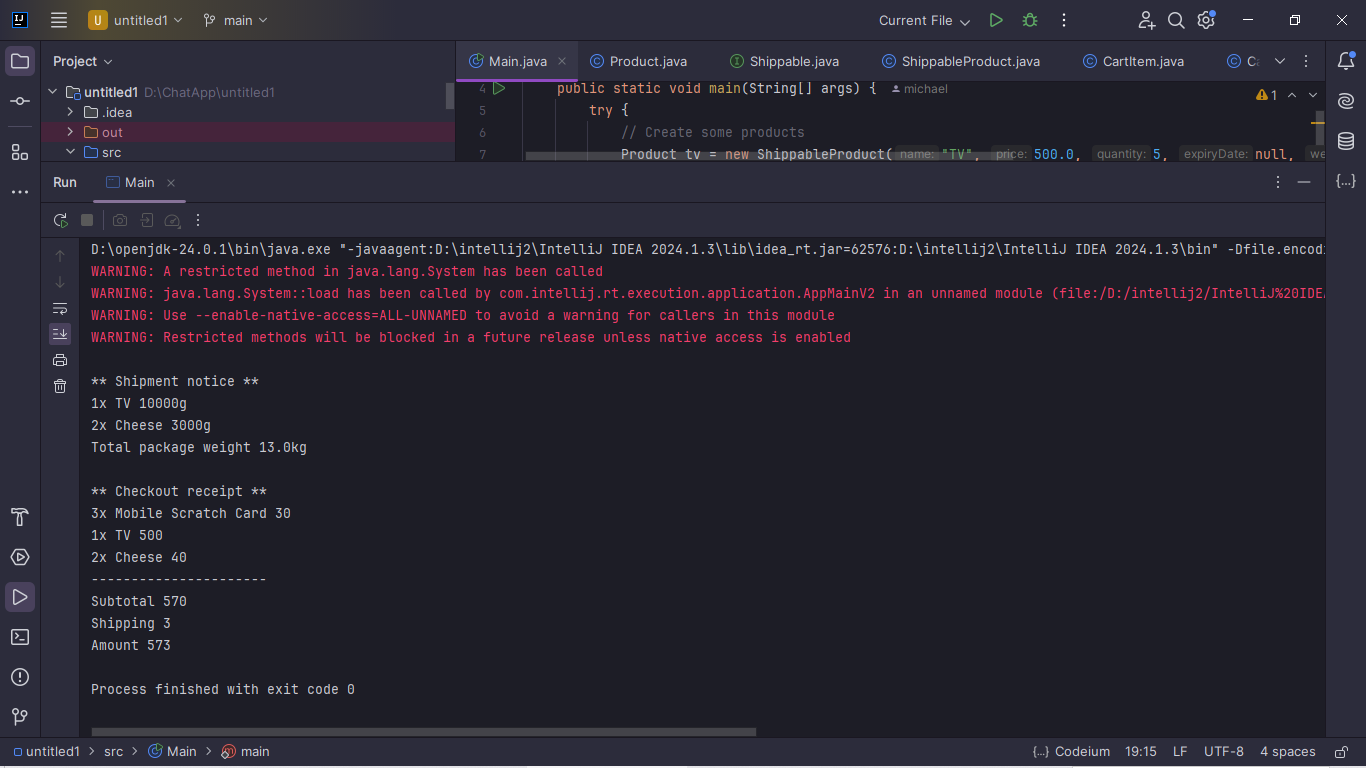 U untitled1 main Current File
Project
Main.java Product.java Shippable.java ShippableProduct.java CartItem.java
untitled1 D:\ChatApp\untitled1
.idea
out
src
4 public static void main(String[] args) { michael
5 try {
6 // Create some products
7 Product tv = new ShippableProduct( name: "TV", price: 500.0, quantity: 5, expiryDate: null, we
1
Run Main
D:\openjdk-24.0.1\bin\java.exe "-javaagent:D:\intellij2\IntelliJ IDEA 2024.1.3\lib\idea_rt.jar=62576:D:\intellij2\IntelliJ IDEA 2024.1.3\bin" -Dfile.encodi
WARNING: A restricted method in java.lang.System has been called
WARNING: java.lang.System::load has been called by com.intellij.rt.execution.application.AppMainV2 in an unnamed module (file:/D:/intellij2/IntelliJ%20IDE
WARNING: Use --enable-native-access=ALL-UNNAMED to avoid a warning for callers in this module
WARNING: Restricted methods will be blocked in a future release unless native access is enabled
** Shipment notice **
1x TV 10000g
2x Cheese 3000g
Total package weight 13.0kg
** Checkout receipt **
3x Mobile Scratch Card 30
1x TV 500
2x Cheese 40
----------------------
Subtotal 570
Shipping 3
Amount 573
Process finished with exit code 0
untitled1 > src > Main > main {...} Codeium 19:15 LF UTF-8 4 spaces